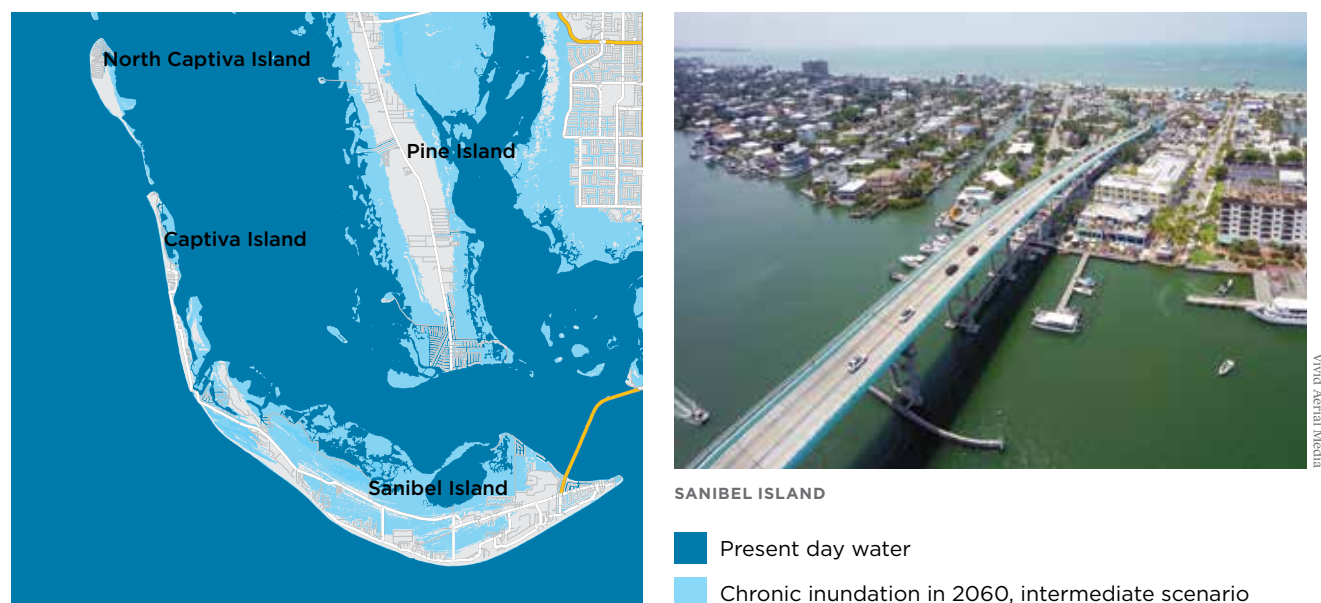 North Captiva Island
Pine Island
Captiva Island
Sanibel Island
Vivid Aerial Media
SANIBEL ISLAND
Present day water
Chronic inundation in 2060, intermediate scenario